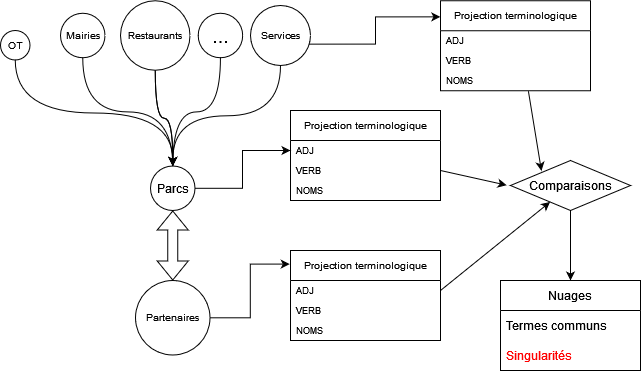 OT
Mairies
Restaurants
...
Services
Projection terminologique
ADJ
VERB
NOMS
Projection terminologique
ADJ
VERB
NOMS
Parcs
Comparaisons
Projection terminologique
ADJ
VERB
NOMS
Partenaires
Nuages
Termes communs
Singularités